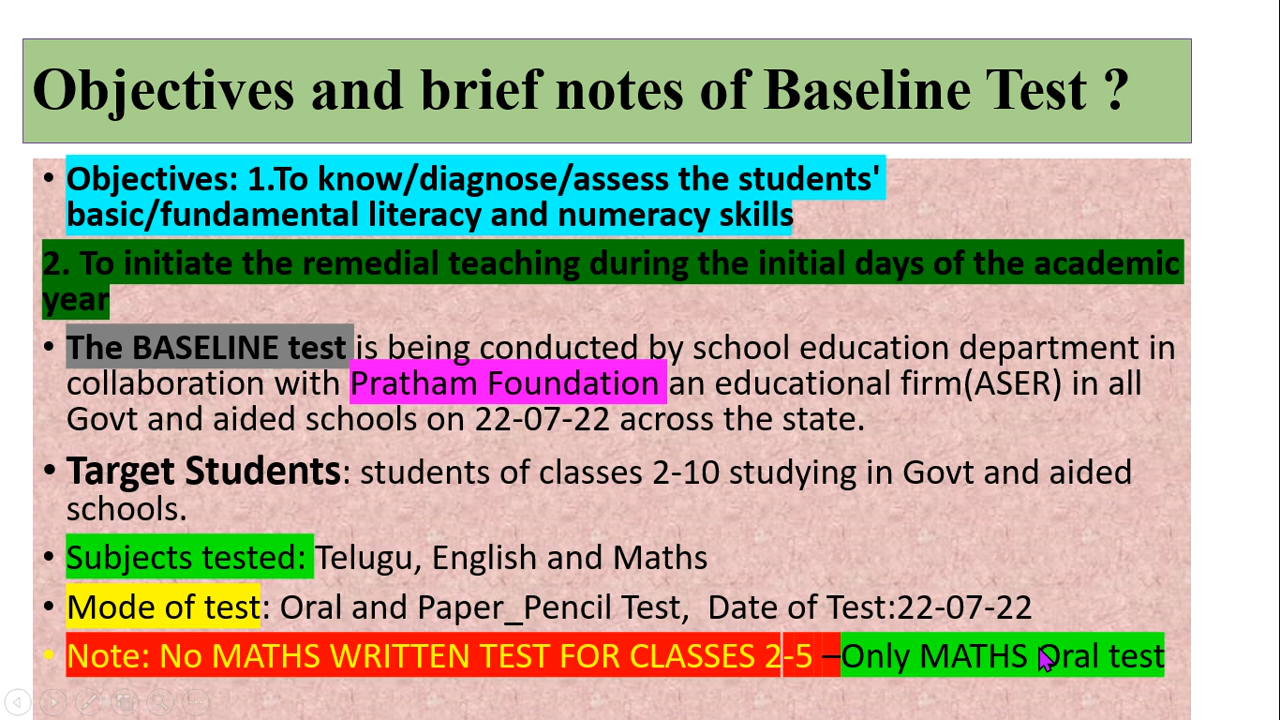 Objectives and brief notes of Baseline Test ?
• Objectives: 1.To know/diagnose/assess the students'
basic/fundamental literacy and numeracy skills
2. To initiate the remedial teaching during the initial days of the academic
year
• The BASELINE test is being conducted by school education department in
collaboration with Pratham Foundation an educational firm(ASER) in all
Govt and aided schools on 22-07-22 across the state.
• Target Students: students of classes 2-10 studying in Govt and aided
schools.
• Subjects tested: Telugu, English and Maths
• Mode of test: Oral and Paper_Pencil Test, Date of Test:22-07-22
• Note: No MATHS WRITTEN TEST FOR CLASSES 2-5 –Only MATHS Oral test